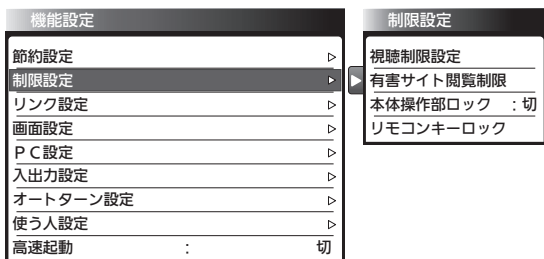 機能設定
節約設定
制限設定
リンク設定
画面設定
ＰＣ設定
入出力設定
オートターン設定
使う人設定
高速起動 : 切
制限設定
視聴制限設定
有害サイト閲覧制限
本体操作部ロック :切
リモコンキーロック